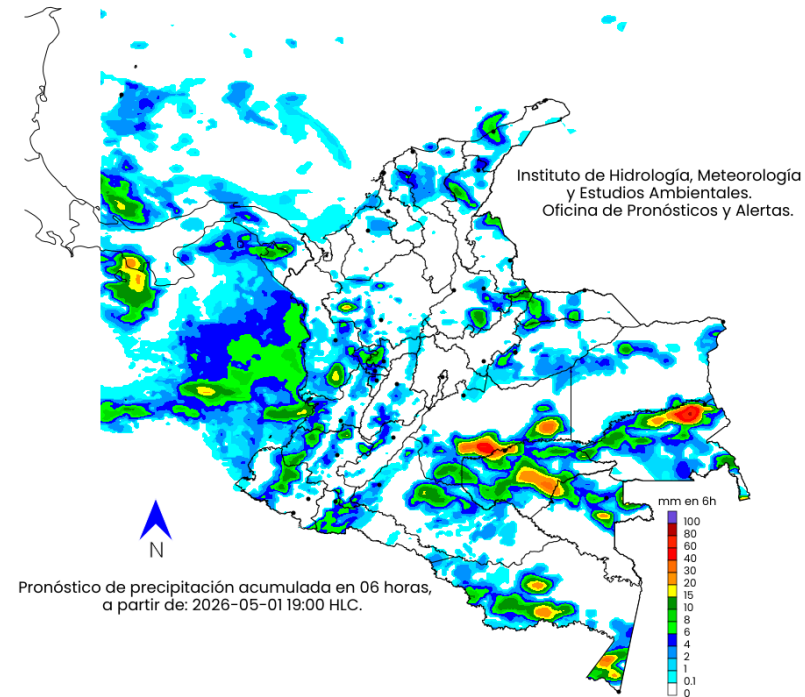 Instituto de Hidrología, Meteorología
y Estudios Ambientales.
Oficina de Pronósticos y Alertas.
N
Pronóstico de precipitación acumulada en 06 horas,
a partir de: 2026-05-01 19:00 HLC.
mm en 6h
100
80
60
40
30
20
15
10
8
6
4
2
1
0.1
0